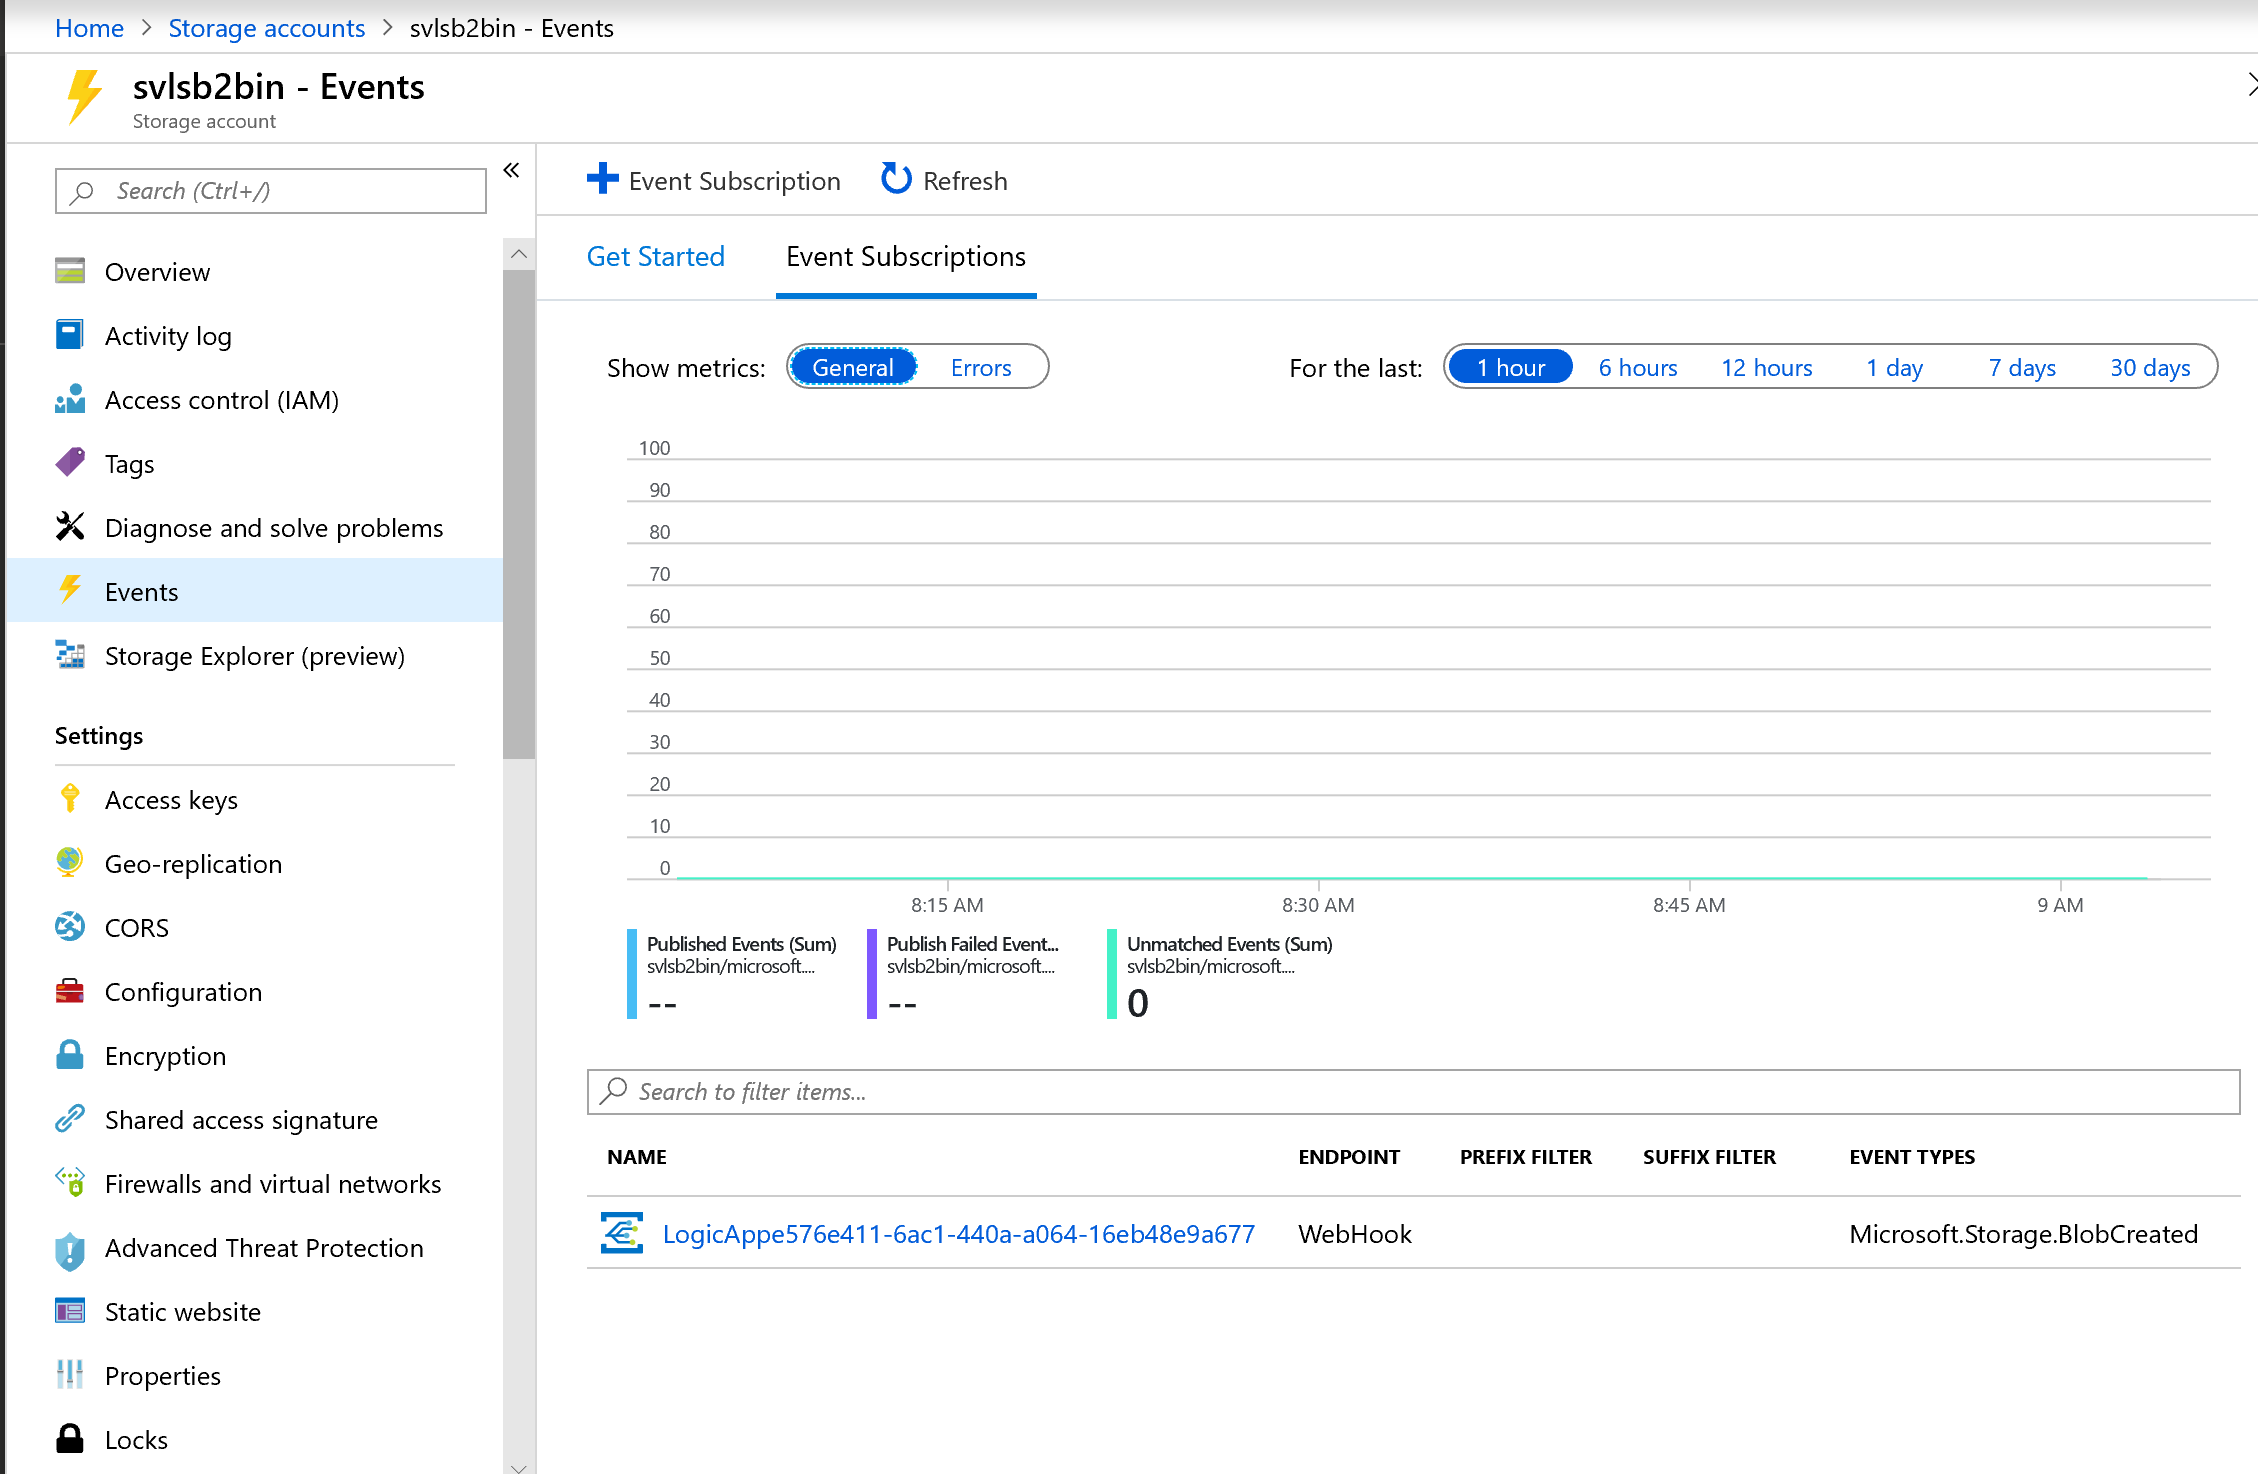 Home > Storage accounts > svlsb2bin - Events
svlsb2bin - Events
Storage account
Search (Ctrl+/)
«
Overview
Activity log
Access control (IAM)
Tags
Diagnose and solve problems
Events
Storage Explorer (preview)
Settings
Access keys
Geo-replication
CORS
Configuration
Encryption
Shared access signature
Firewalls and virtual networks
Advanced Threat Protection
Static website
Properties
Locks
Event Subscription Refresh
Get Started Event Subscriptions
Show metrics: General Errors For the last: 1 hour 6 hours 12 hours 1 day 7 days 30 days
100
90
80
70
60
50
40
30
20
10
0
8:15 AM 8:30 AM 8:45 AM 9 AM
Published Events (Sum) Publish Failed Event... Unmatched Events (Sum)
svlsb2bin/microsoft.... svlsb2bin/microsoft.... svlsb2bin/microsoft....
-- -- 0
Search to filter items...
NAME ENDPOINT PREFIX FILTER SUFFIX FILTER EVENT TYPES
LogicAppe576e411-6ac1-440a-a064-16eb48e9a677 WebHook Microsoft.Storage.BlobCreated